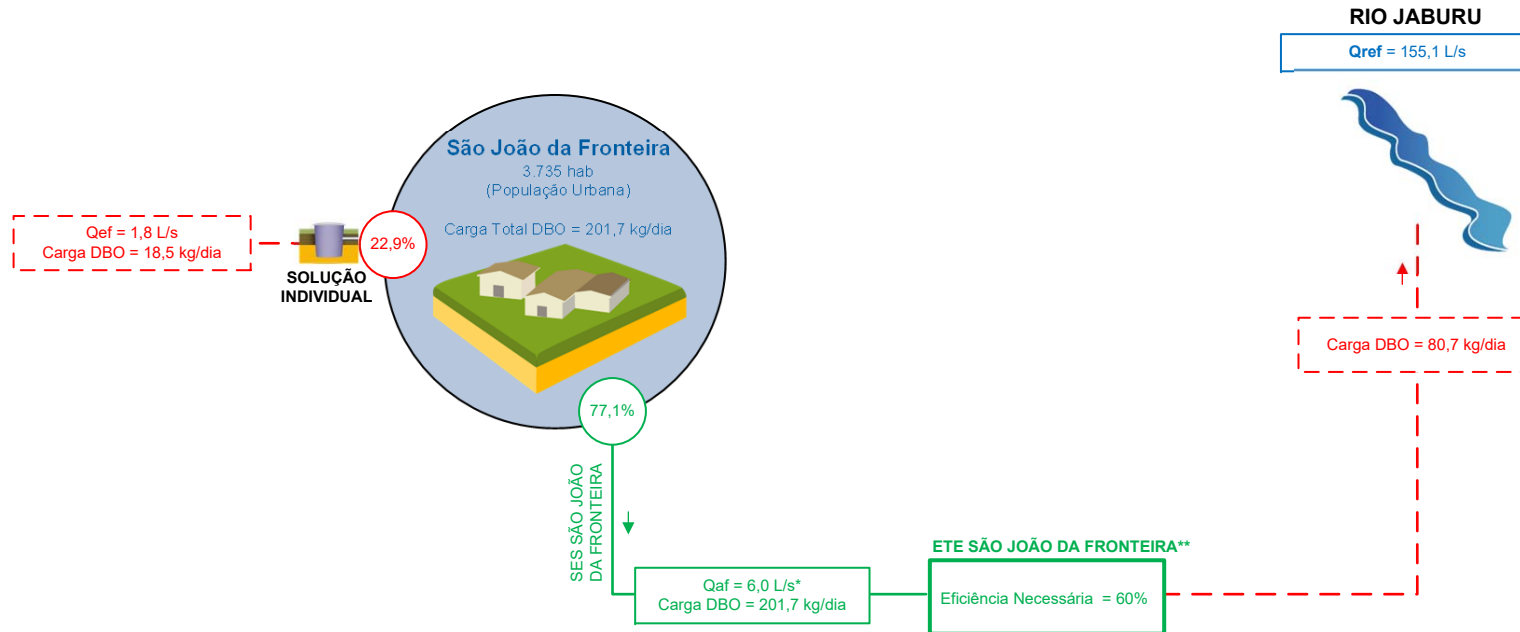 RIO JABURU
Qref = 155,1 L/s
São João da Fronteira
3.735 hab
(População Urbana)
Carga Total DBO = 201,7 kg/dia
Qef = 1,8 L/s
Carga DBO = 18,5 kg/dia
22,9%
SOLUÇÃO
INDIVIDUAL
Carga DBO = 80,7 kg/dia
77,1%
SES SÃO JOÃO
DA FRONTEIRA
ETE SÃO JOÃO DA FRONTEIRA**
Qaf = 6,0 L/s*
Carga DBO = 201,7 kg/dia
Eficiência Necessária = 60%